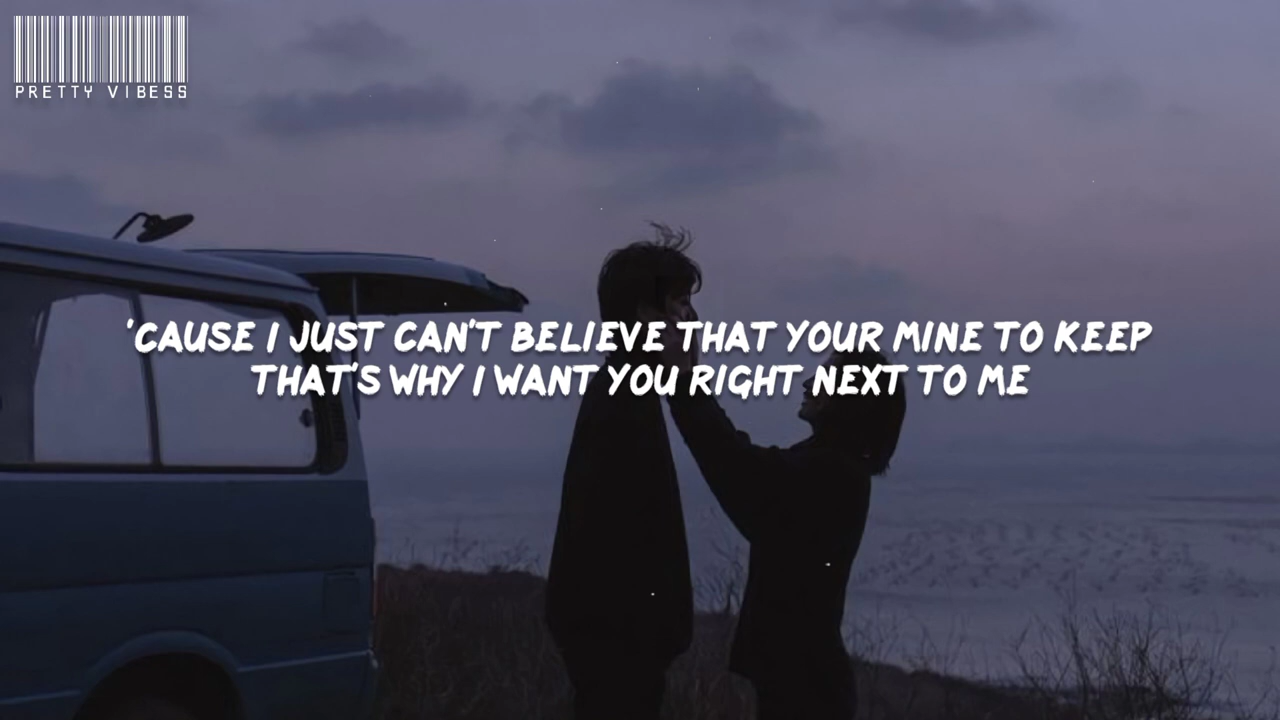 PRETTY VIBESS
'CAUSE I JUST CAN'T BELIEVE THAT YOUR MINE TO KEEP
THAT'S WHY I WANT YOU RIGHT NEXT TO ME